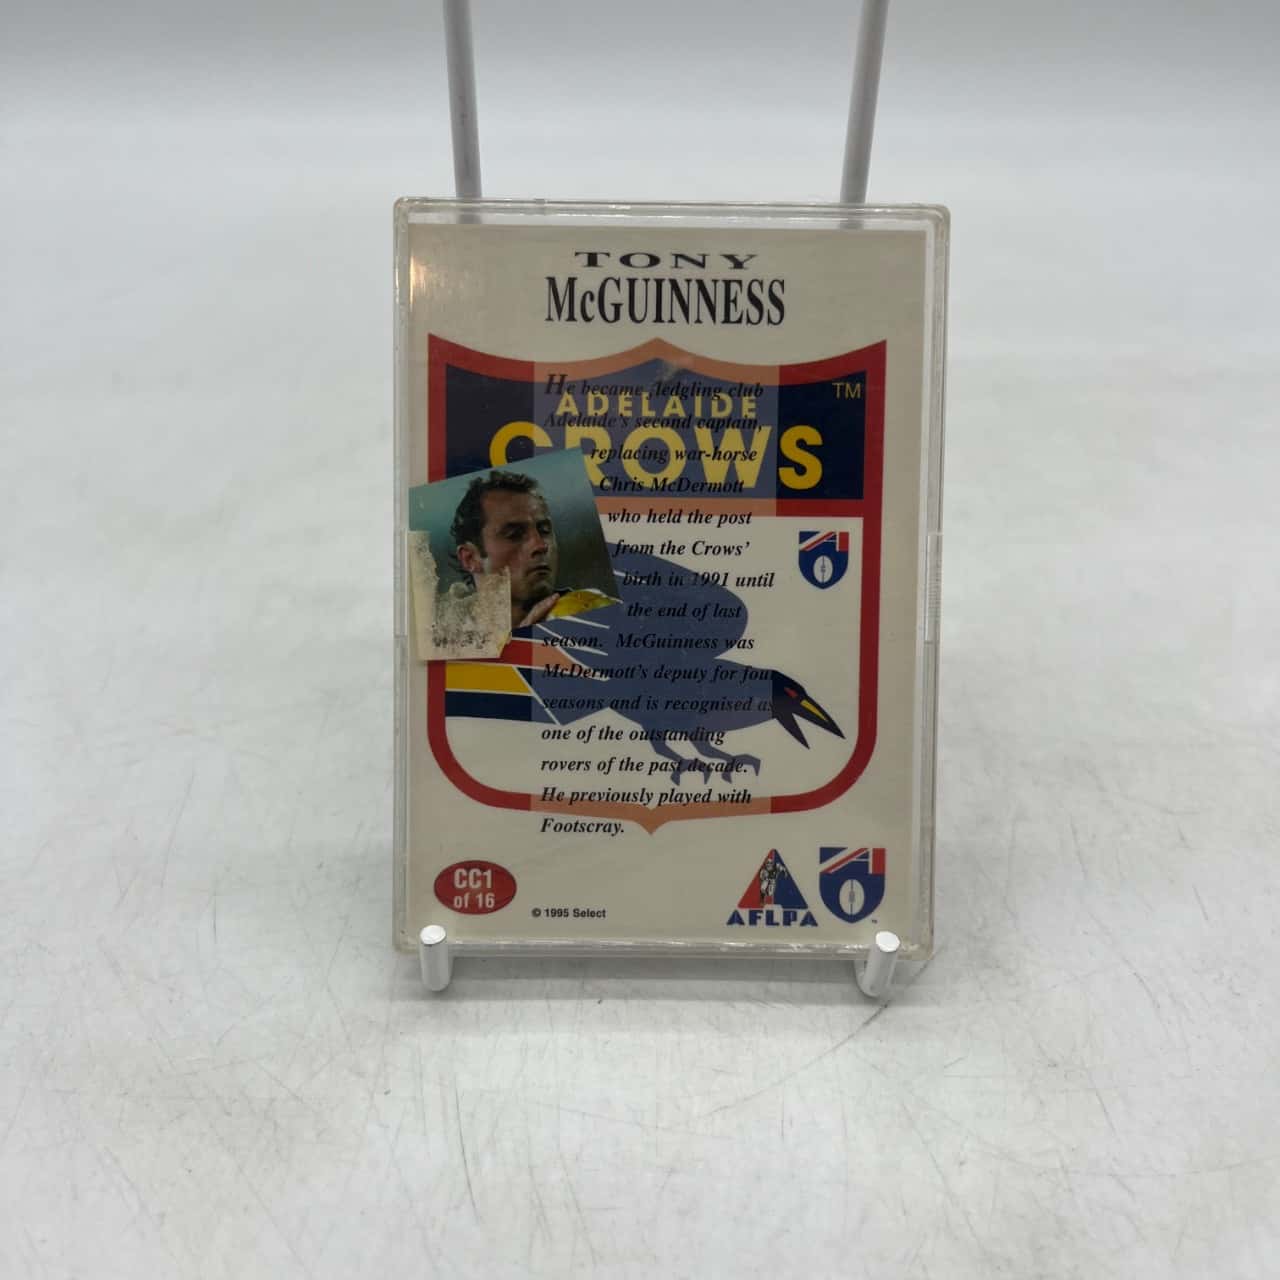 TONY
McGUINNESS
He became fledgling club
ADELAIDE
Adelaide's second captain,
CROWS
TM
replacing war-horse
Chris McDermott
who held the post
from the Crows'
birth in 1991 until
the end of last
season. McGuinness was
McDermott's deputy for four
seasons and is recognised as
one of the outstanding
rovers of the past decade.
He previously played with
Footscray.
CC1
of 16
© 1995 Select
AFLPA